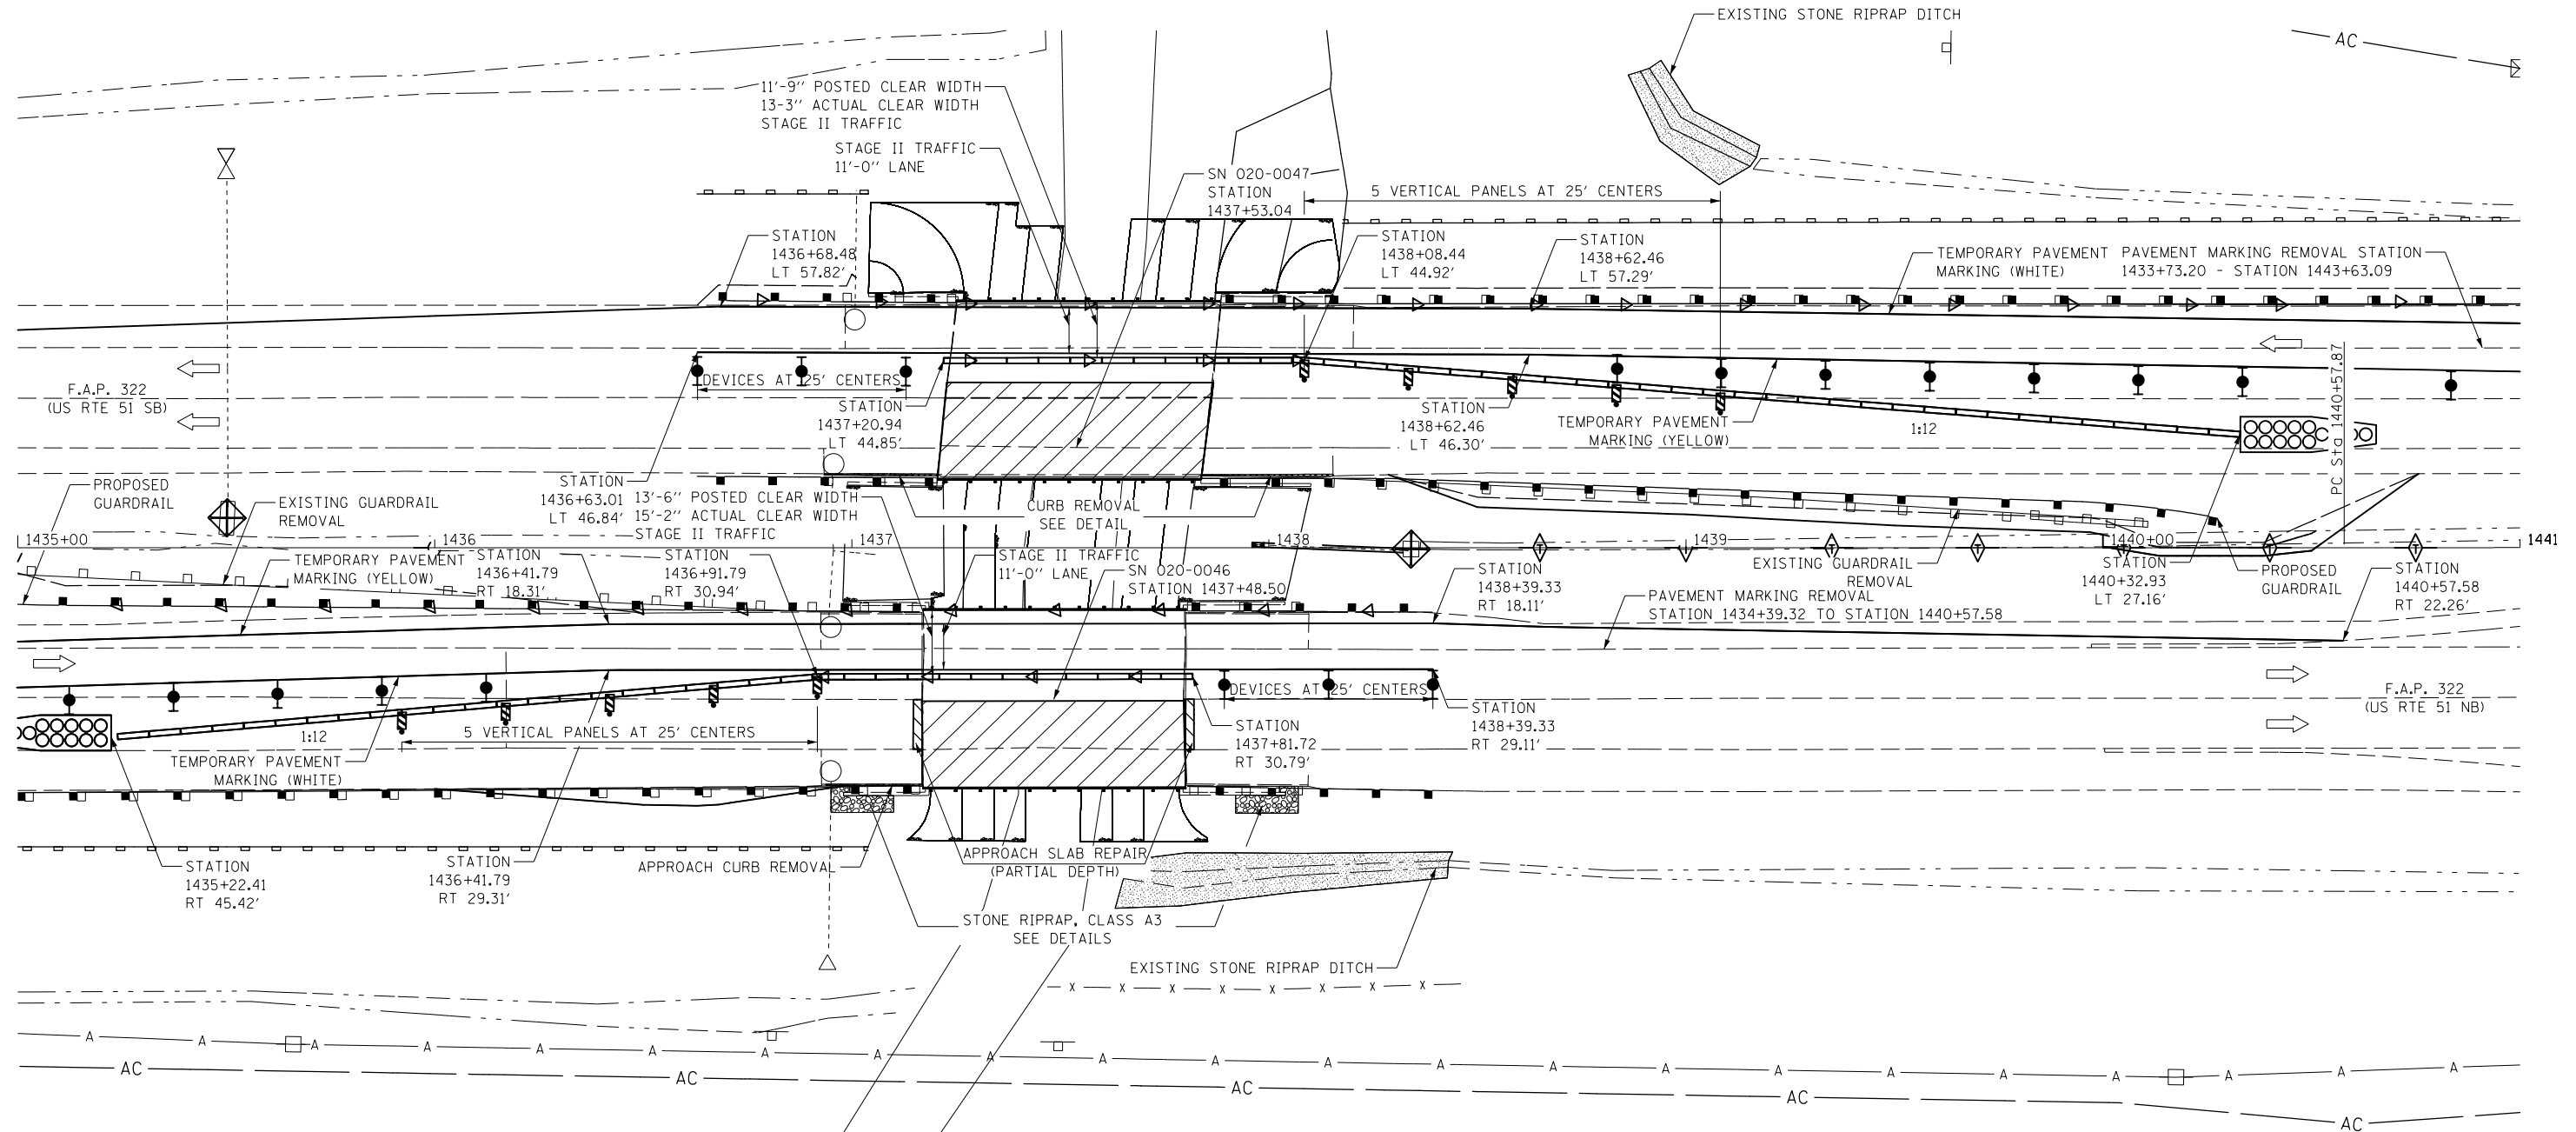 EXISTING STONE RIPRAP DITCH
AC
11'-9" POSTED CLEAR WIDTH
13-3" ACTUAL CLEAR WIDTH
STAGE II TRAFFIC
STAGE II TRAFFIC
11'-0" LANE
SN 020-0047
STATION
1437+53.04
5 VERTICAL PANELS AT 25' CENTERS
STATION
1436+68.48
LT 57.82'
STATION
1438+08.44
LT 44.92'
STATION
1438+62.46
LT 57.29'
TEMPORARY PAVEMENT
MARKING (WHITE)
PAVEMENT MARKING REMOVAL STATION
1433+73.20 - STATION 1443+63.09
F.A.P. 322
(US RTE 51 SB)
DEVICES AT 25' CENTERS
STATION
1437+20.94
LT 44.85'
STATION
1438+62.46
LT 46.30'
TEMPORARY PAVEMENT
MARKING (YELLOW)
1:12
PC Sta 1440+57.87
PROPOSED
GUARDRAIL
EXISTING GUARDRAIL
REMOVAL
STATION
1436+63.01
LT 46.84'
13'-6" POSTED CLEAR WIDTH
15'-2" ACTUAL CLEAR WIDTH
STAGE II TRAFFIC
CURB REMOVAL
SEE DETAIL
1435+00
1436
1437
1438
1439
1440+00
1441
TEMPORARY PAVEMENT
MARKING (YELLOW)
STATION
1436+41.79
RT 18.31'
STATION
1436+91.79
RT 30.94'
STAGE II TRAFFIC
11'-0" LANE
SN 020-0046
STATION 1437+48.50
STATION
1438+39.33
RT 18.11'
EXISTING GUARDRAIL
REMOVAL
STATION
1440+32.93
LT 27.16'
PROPOSED
GUARDRAIL
STATION
1440+57.58
RT 22.26'
PAVEMENT MARKING REMOVAL
STATION 1434+39.32 TO STATION 1440+57.58
T
T
T
T
T
T
DEVICES AT 25' CENTERS
F.A.P. 322
(US RTE 51 NB)
1:12
5 VERTICAL PANELS AT 25' CENTERS
STATION
1437+81.72
RT 30.79'
STATION
1438+39.33
RT 29.11'
TEMPORARY PAVEMENT
MARKING (WHITE)
STATION
1435+22.41
RT 45.42'
STATION
1436+41.79
RT 29.31'
APPROACH CURB REMOVAL
APPROACH SLAB REPAIR
(PARTIAL DEPTH)
STONE RIPRAP, CLASS A3
SEE DETAILS
EXISTING STONE RIPRAP DITCH
X X X X X X X X
A A A A A A A A A A A A A A A A A A A A A A
AC AC AC AC AC